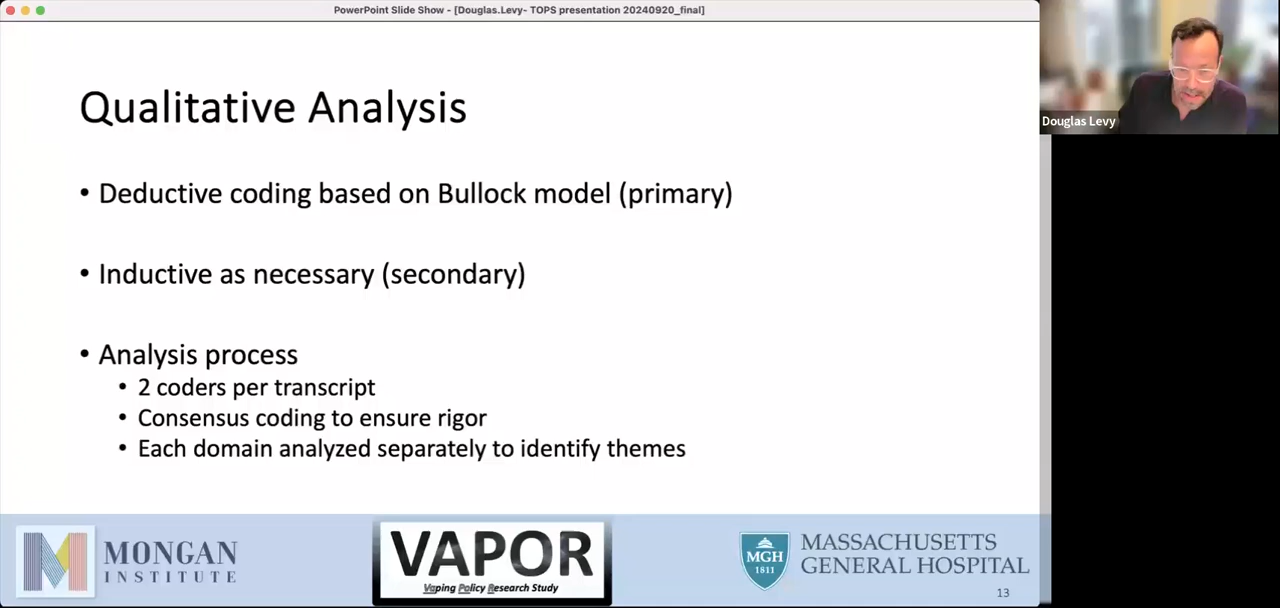 PowerPoint Slide Show - [Douglas.Levy- TOPS presentation 20240920_final]
Qualitative Analysis
• Deductive coding based on Bullock model (primary)
• Inductive as necessary (secondary)
• Analysis process
• 2 coders per transcript
• Consensus coding to ensure rigor
• Each domain analyzed separately to identify themes
Douglas Levy
MONGAN
INSTITUTE
VAPOR
Vaping Policy Research Study
MGH
1811
MASSACHUSETTS
GENERAL HOSPITAL
13